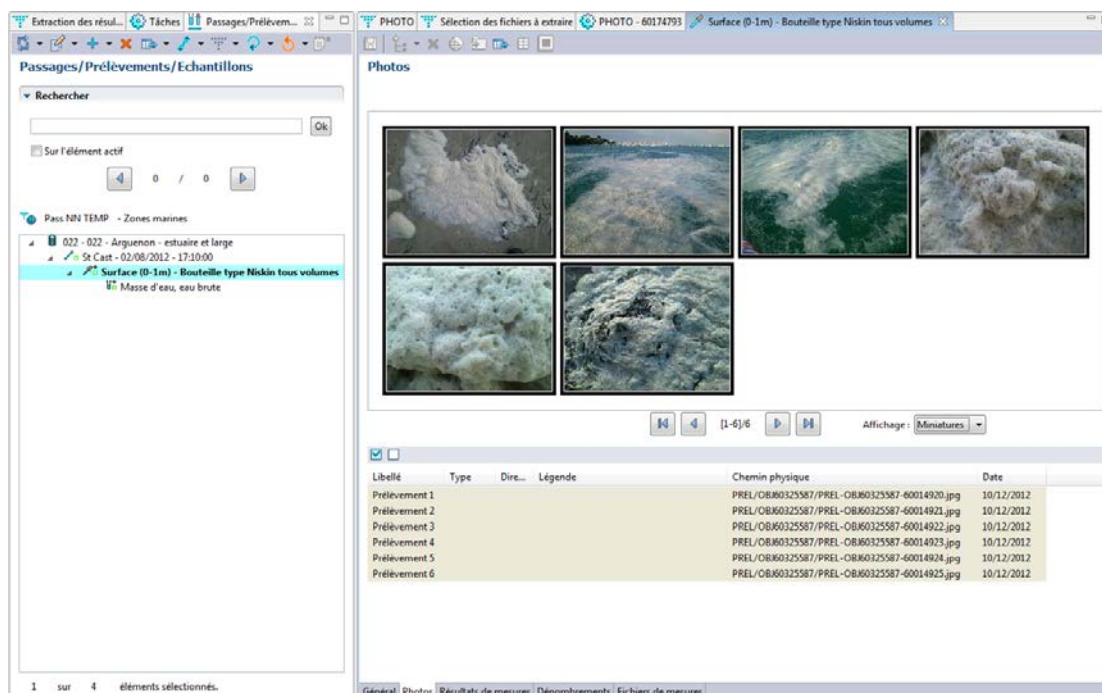 Extraction des résul... Tâches Passages/Prélèvem...
Passages/Prélèvements/Echantillons
Rechercher
Ok
Sur l'élément actif
0 / 0
Pass NN TEMP - Zones marines
022 - 022 - Arguenon - estuaire et large
St Cast - 02/08/2012 - 17:10:00
Surface (0-1m) - Bouteille type Niskin tous volumes
Masse d'eau, eau brute
1 sur 4 éléments sélectionnés.
PHOTO Sélection des fichiers à extraire PHOTO - 60174793 Surface (0-1m) - Bouteille type Niskin tous volumes
Photos
[1-6]/6 Affichage : Miniatures
Libellé Type Dire... Légende Chemin physique Date
Prélèvement 1 PREL/OBJ60325587/PREL-OBJ60325587-60014920.jpg 10/12/2012
Prélèvement 2 PREL/OBJ60325587/PREL-OBJ60325587-60014921.jpg 10/12/2012
Prélèvement 3 PREL/OBJ60325587/PREL-OBJ60325587-60014922.jpg 10/12/2012
Prélèvement 4 PREL/OBJ60325587/PREL-OBJ60325587-60014923.jpg 10/12/2012
Prélèvement 5 PREL/OBJ60325587/PREL-OBJ60325587-60014924.jpg 10/12/2012
Prélèvement 6 PREL/OBJ60325587/PREL-OBJ60325587-60014925.jpg 10/12/2012
Général Photos Résultats de mesures Dénombrements Fichiers de mesures